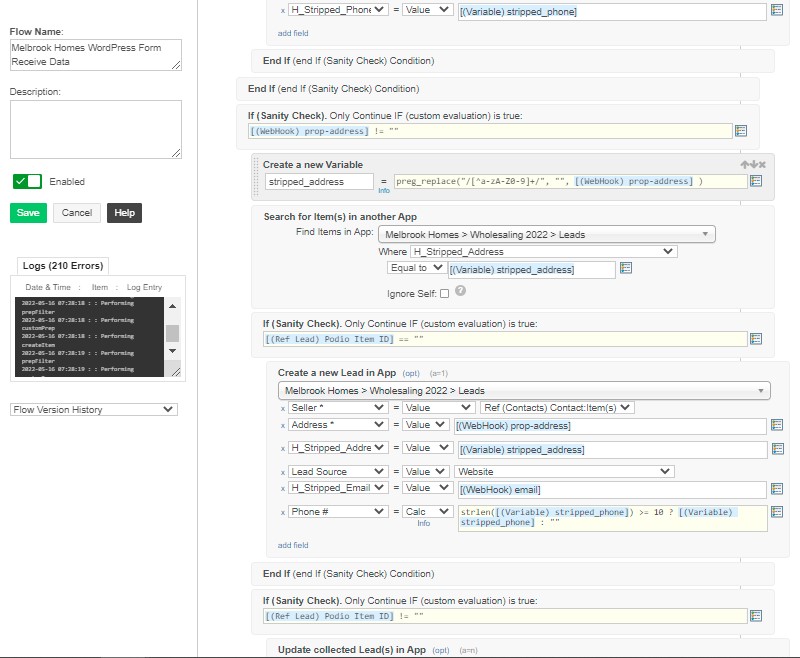 Flow Name:
Melbrook Homes WordPress Form
Receive Data
Description:
Enabled
Save
Cancel
Help
Logs (210 Errors)
Date & Time : Item : Log Entry
2022-05-16 07:28:18 : : Performing
prepFilter
2022-05-16 07:28:18 : : Performing
customPrep
2022-05-16 07:28:18 : : Performing
createItem
2022-05-16 07:28:19 : : Performing
prepFilter
2022-05-16 07:28:19 : : Performing
Flow Version History
x H_Stripped_Phone = Value [(Variable) stripped_phone]
add field
End If (end If (Sanity Check) Condition)
End If (end If (Sanity Check) Condition)
If (Sanity Check). Only Continue IF (custom evaluation) is true:
[(WebHook) prop-address] != ""
Create a new Variable
stripped_address = preg_replace("/[^a-zA-Z0-9]+/", "", [(WebHook) prop-address] )
Info
Search for Item(s) in another App
Find Items in App: Melbrook Homes > Wholesaling 2022 > Leads
Where H_Stripped_Address
Equal to [(Variable) stripped_address]
Ignore Self: ?
If (Sanity Check). Only Continue IF (custom evaluation) is true:
[(Ref Lead) Podio Item ID] == ""
Create a new Lead in App (opt) (a=1)
Melbrook Homes > Wholesaling 2022 > Leads
x Seller * = Value Ref (Contacts) Contact:Item(s)
x Address * = Value [(WebHook) prop-address]
x H_Stripped_Addre = Value [(Variable) stripped_address]
x Lead Source = Value Website
x H_Stripped_Email = Value [(WebHook) email]
x Phone # = Calc strlen([(Variable) stripped_phone]) >= 10 ? [(Variable)
Info stripped_phone] : ""
add field
End If (end If (Sanity Check) Condition)
If (Sanity Check). Only Continue IF (custom evaluation) is true:
[(Ref Lead) Podio Item ID] != ""
Update collected Lead(s) in App (opt) (a=n)